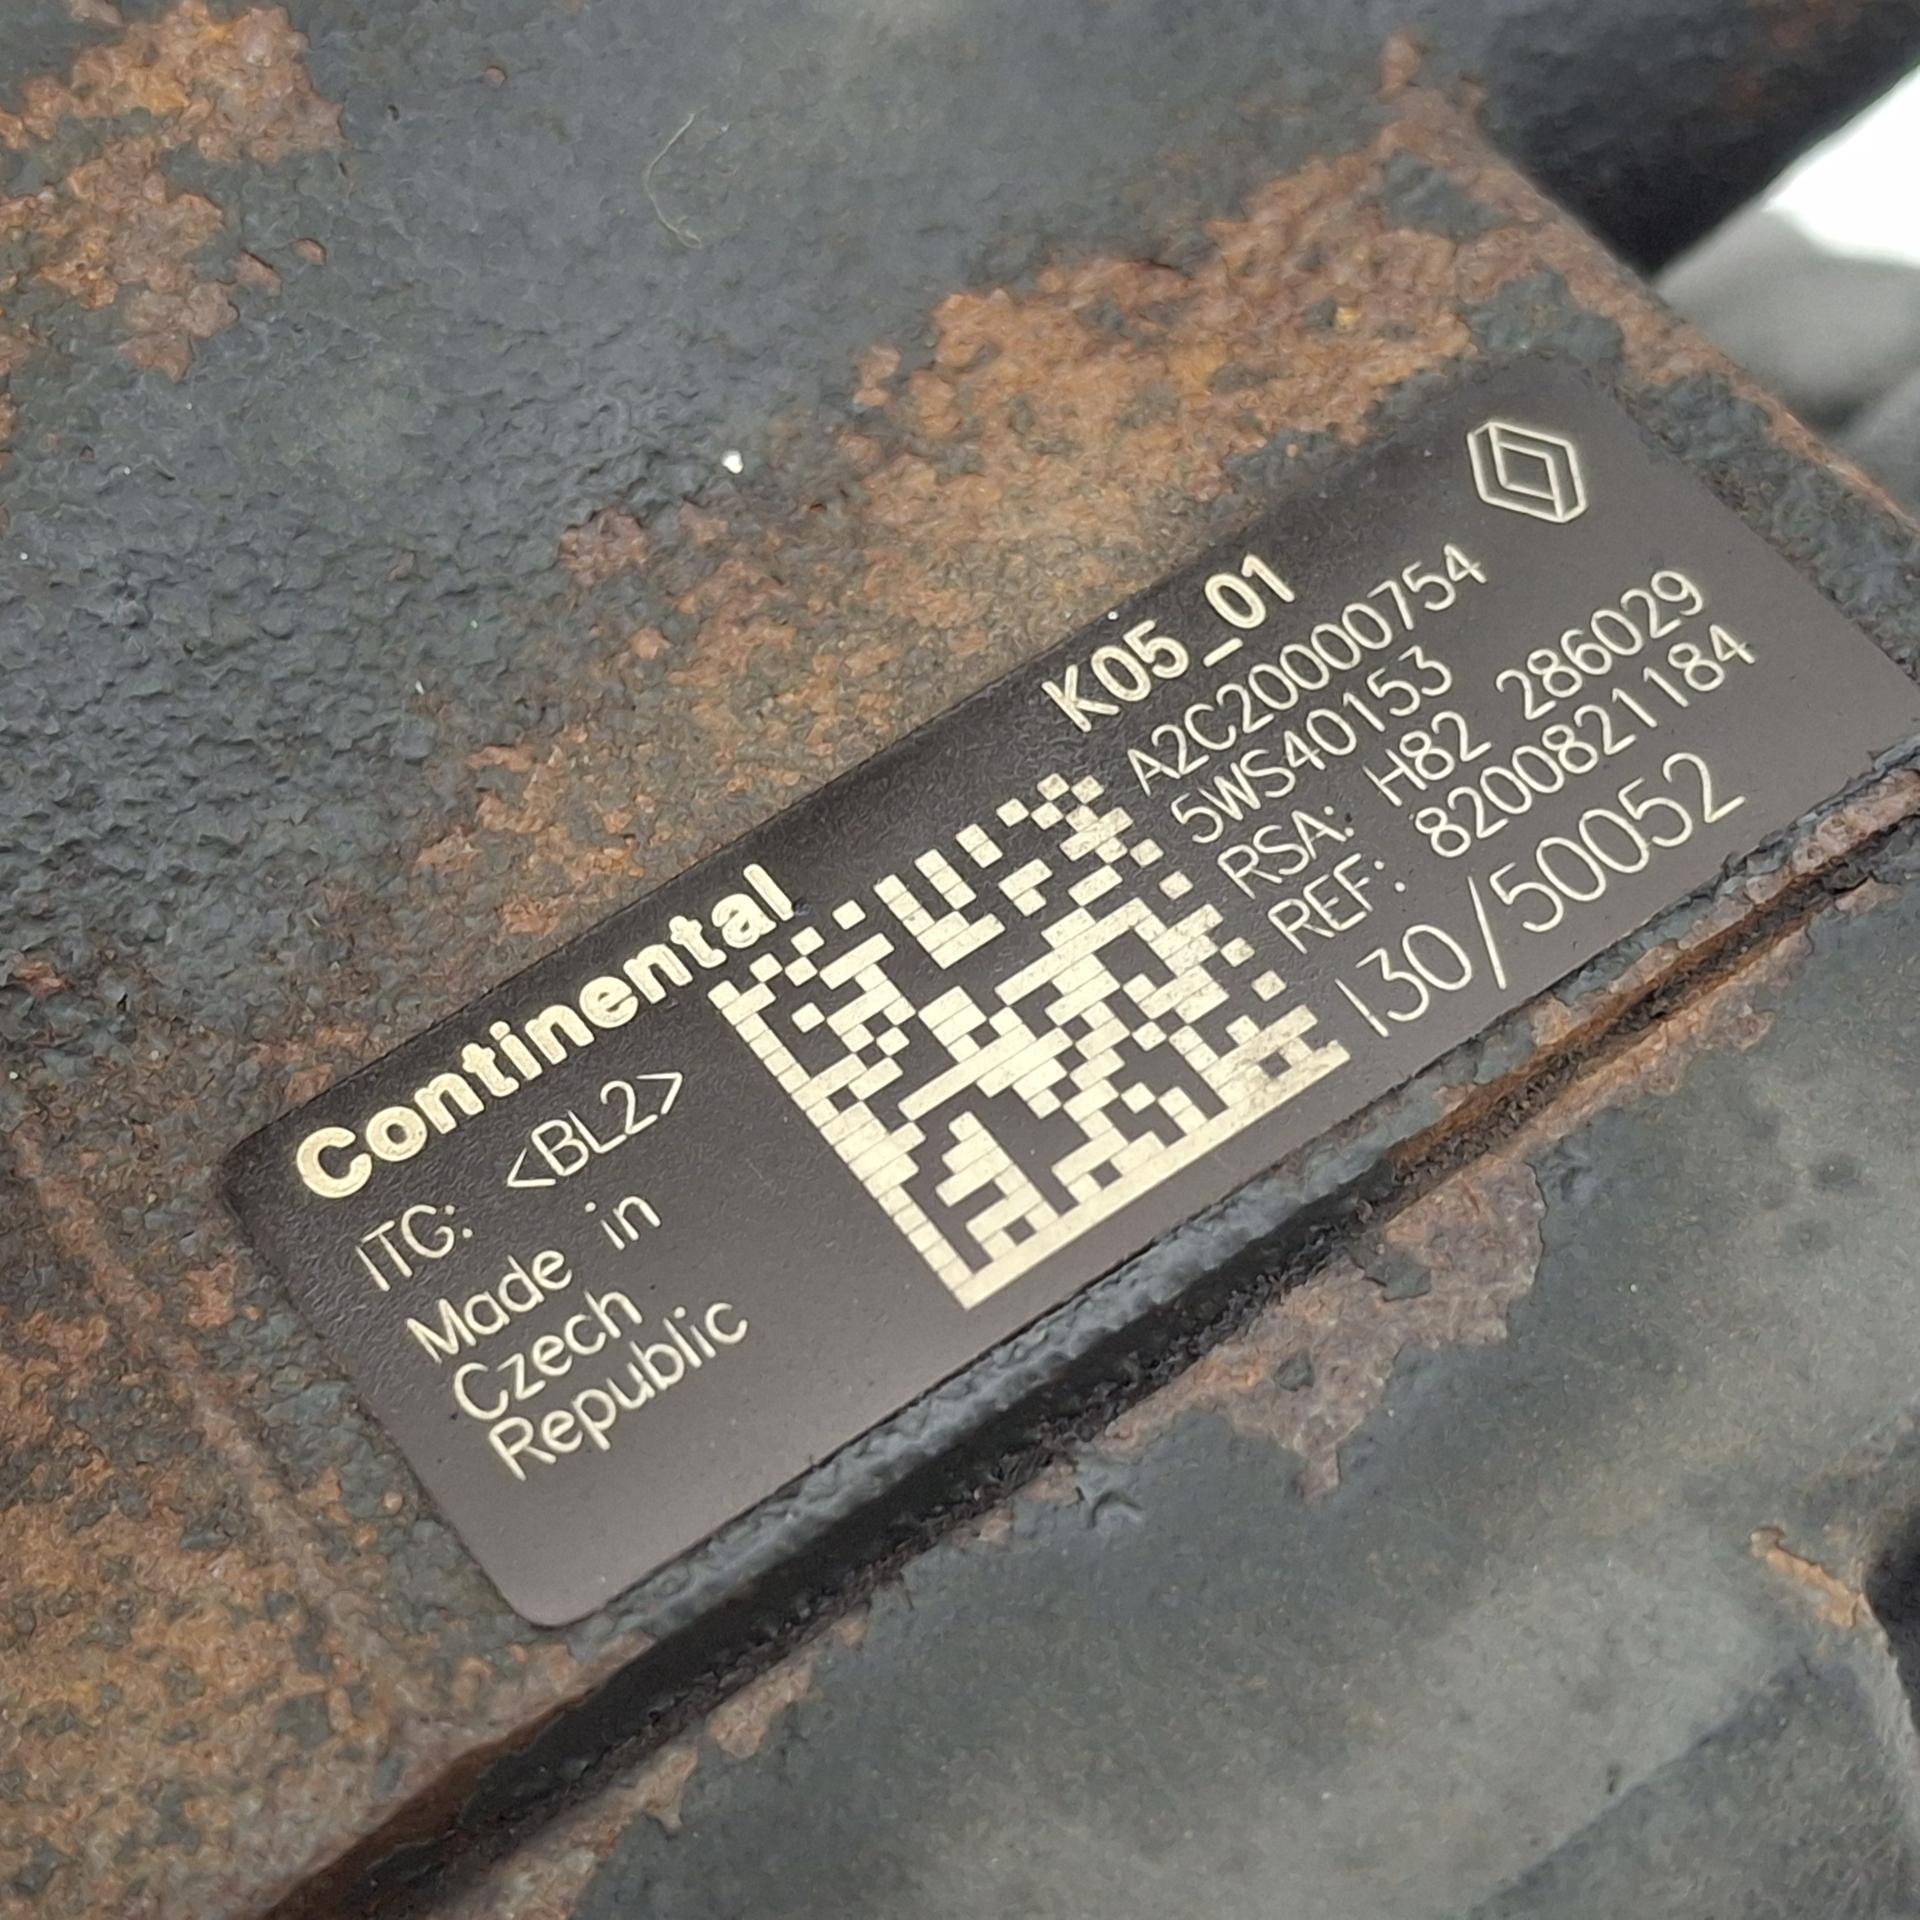 Continental
ITG: <BL2>
Made in
Czech
Republic
K05_01
A2C20000754
5WS40153
RSA: H82 286029
REF: 8200821184
130/50052